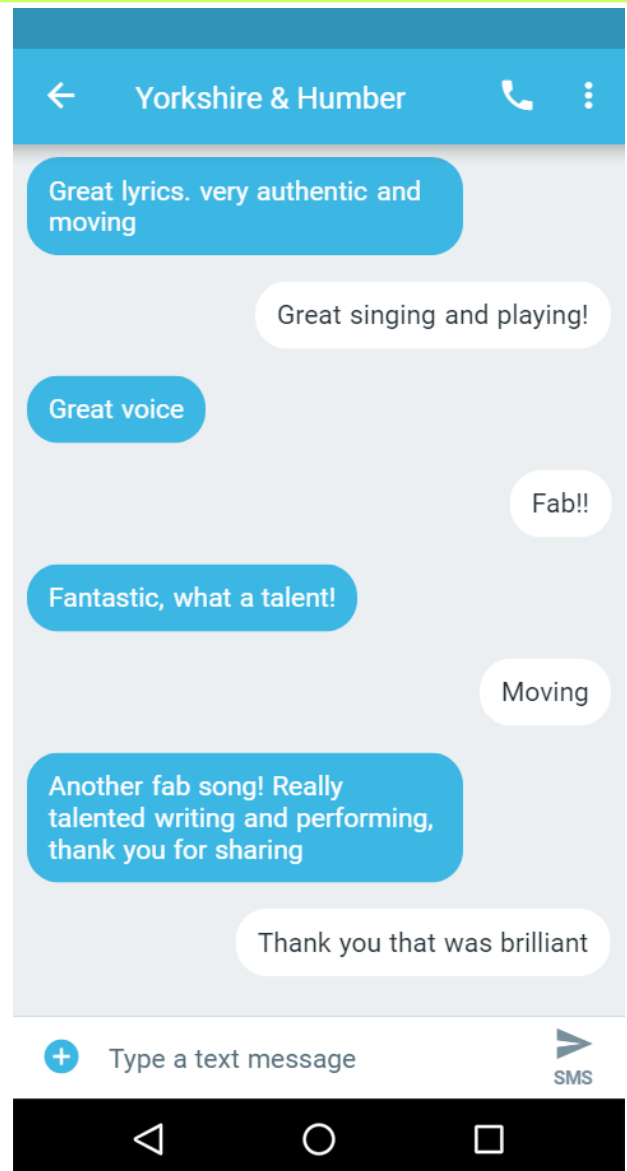 Yorkshire & Humber
Great lyrics. very authentic and
moving
Great singing and playing!
Great voice
Fab!!
Fantastic, what a talent!
Moving
Another fab song! Really
talented writing and performing,
thank you for sharing
Thank you that was brilliant
Type a text message
SMS